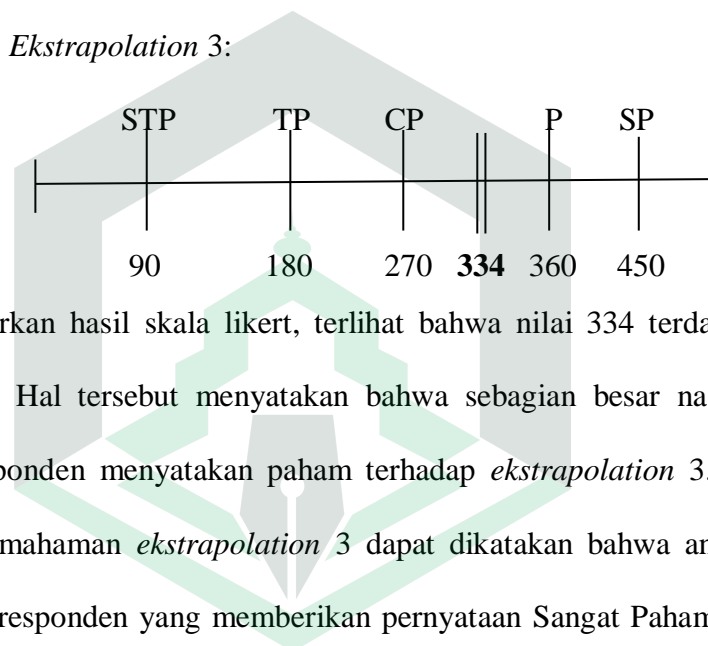 Ekstrapolation 3:
STP TP CP P SP
90 180 270 334 360 450
rkan hasil skala likert, terlihat bahwa nilai 334 terda
Hal tersebut menyatakan bahwa sebagian besar na
ponden menyatakan paham terhadap ekstrapolation 3.
mahaman ekstrapolation 3 dapat dikatakan bahwa an
responden yang memberikan pernyataan Sangat Paham